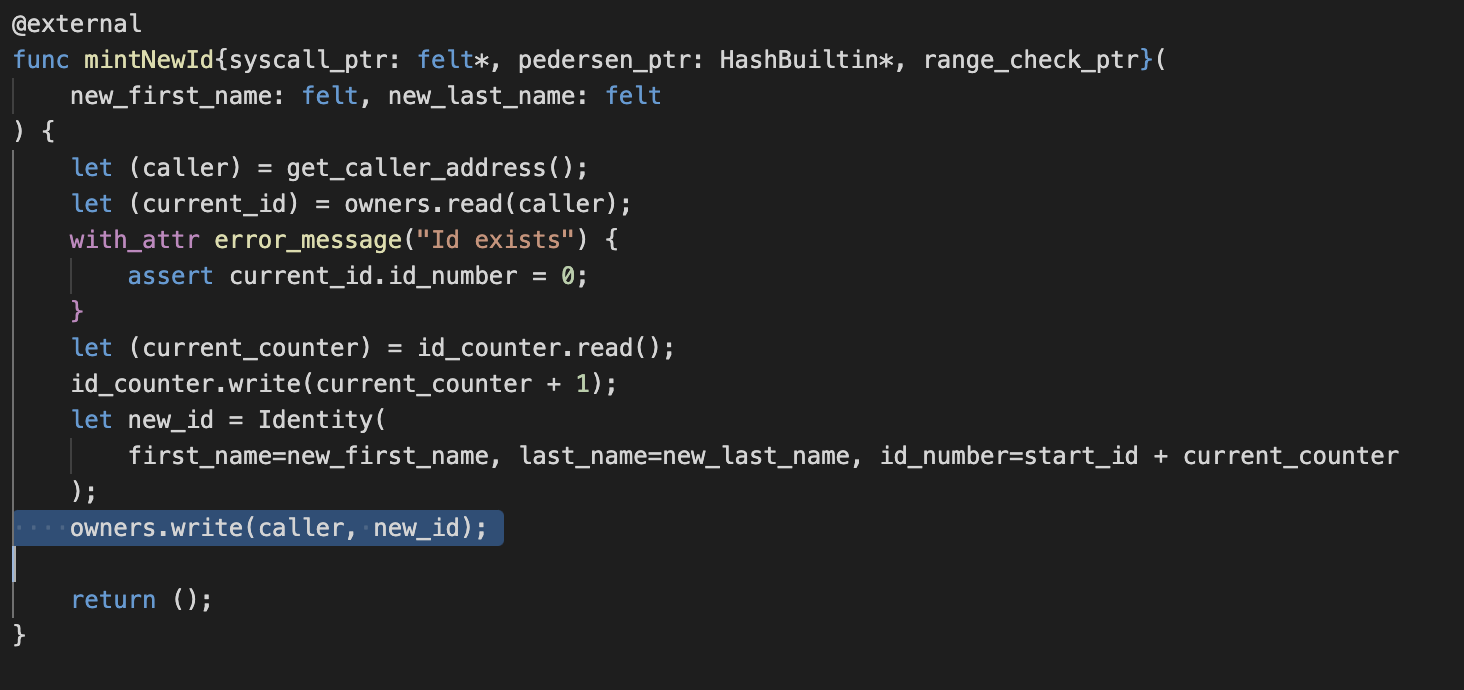 @external
func mintNewId{syscall_ptr: felt*, pedersen_ptr: HashBuiltin*, range_check_ptr}(
    new_first_name: felt, new_last_name: felt
) {
    let (caller) = get_caller_address();
    let (current_id) = owners.read(caller);
    with_attr error_message("Id exists") {
        assert current_id.id_number = 0;
    }
    let (current_counter) = id_counter.read();
    id_counter.write(current_counter + 1);
    let new_id = Identity(
        first_name=new_first_name, last_name=new_last_name, id_number=start_id + current_counter
    );
    owners.write(caller, new_id);

    return ();
}